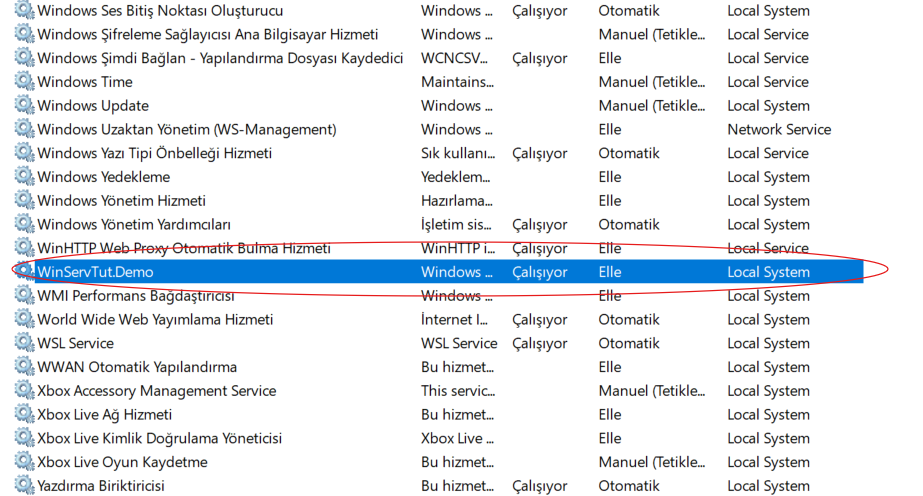 Windows Ses Bitiş Noktası Oluşturucu Windows ... Çalışıyor Otomatik Local System
Windows Şifreleme Sağlayıcısı Ana Bilgisayar Hizmeti Windows ... Manuel (Tetikle... Local Service
Windows Şimdi Bağlan - Yapılandırma Dosyası Kaydedici WCNCSV... Çalışıyor Elle Local Service
Windows Time Maintains... Manuel (Tetikle... Local Service
Windows Update Windows ... Manuel (Tetikle... Local System
Windows Uzaktan Yönetim (WS-Management) Windows ... Elle Network Service
Windows Yazı Tipi Önbelleği Hizmeti Sık kullanı... Çalışıyor Otomatik Local Service
Windows Yedekleme Yedeklem... Elle Local System
Windows Yönetim Hizmeti Hazırlama... Elle Local System
Windows Yönetim Yardımcıları İşletim sis... Çalışıyor Otomatik Local System
WinHTTP Web Proxy Otomatik Bulma Hizmeti WinHTTP i... Çalışıyor Elle Local Service
WinServTut.Demo Windows ... Çalışıyor Elle Local System
WMI Performans Bağdaştırıcısı Windows ... Elle Local System
World Wide Web Yayımlama Hizmeti İnternet I... Çalışıyor Otomatik Local System
WSL Service WSL Service Çalışıyor Otomatik Local System
WWAN Otomatik Yapılandırma Bu hizmet... Elle Local System
Xbox Accessory Management Service This servic... Manuel (Tetikle... Local System
Xbox Live Ağ Hizmeti Bu hizmet... Elle Local System
Xbox Live Kimlik Doğrulama Yöneticisi Xbox Live ... Elle Local System
Xbox Live Oyun Kaydetme Bu hizmet... Manuel (Tetikle... Local System
Yazdırma Biriktiricisi Bu hizmet... Çalışıyor Otomatik Local System